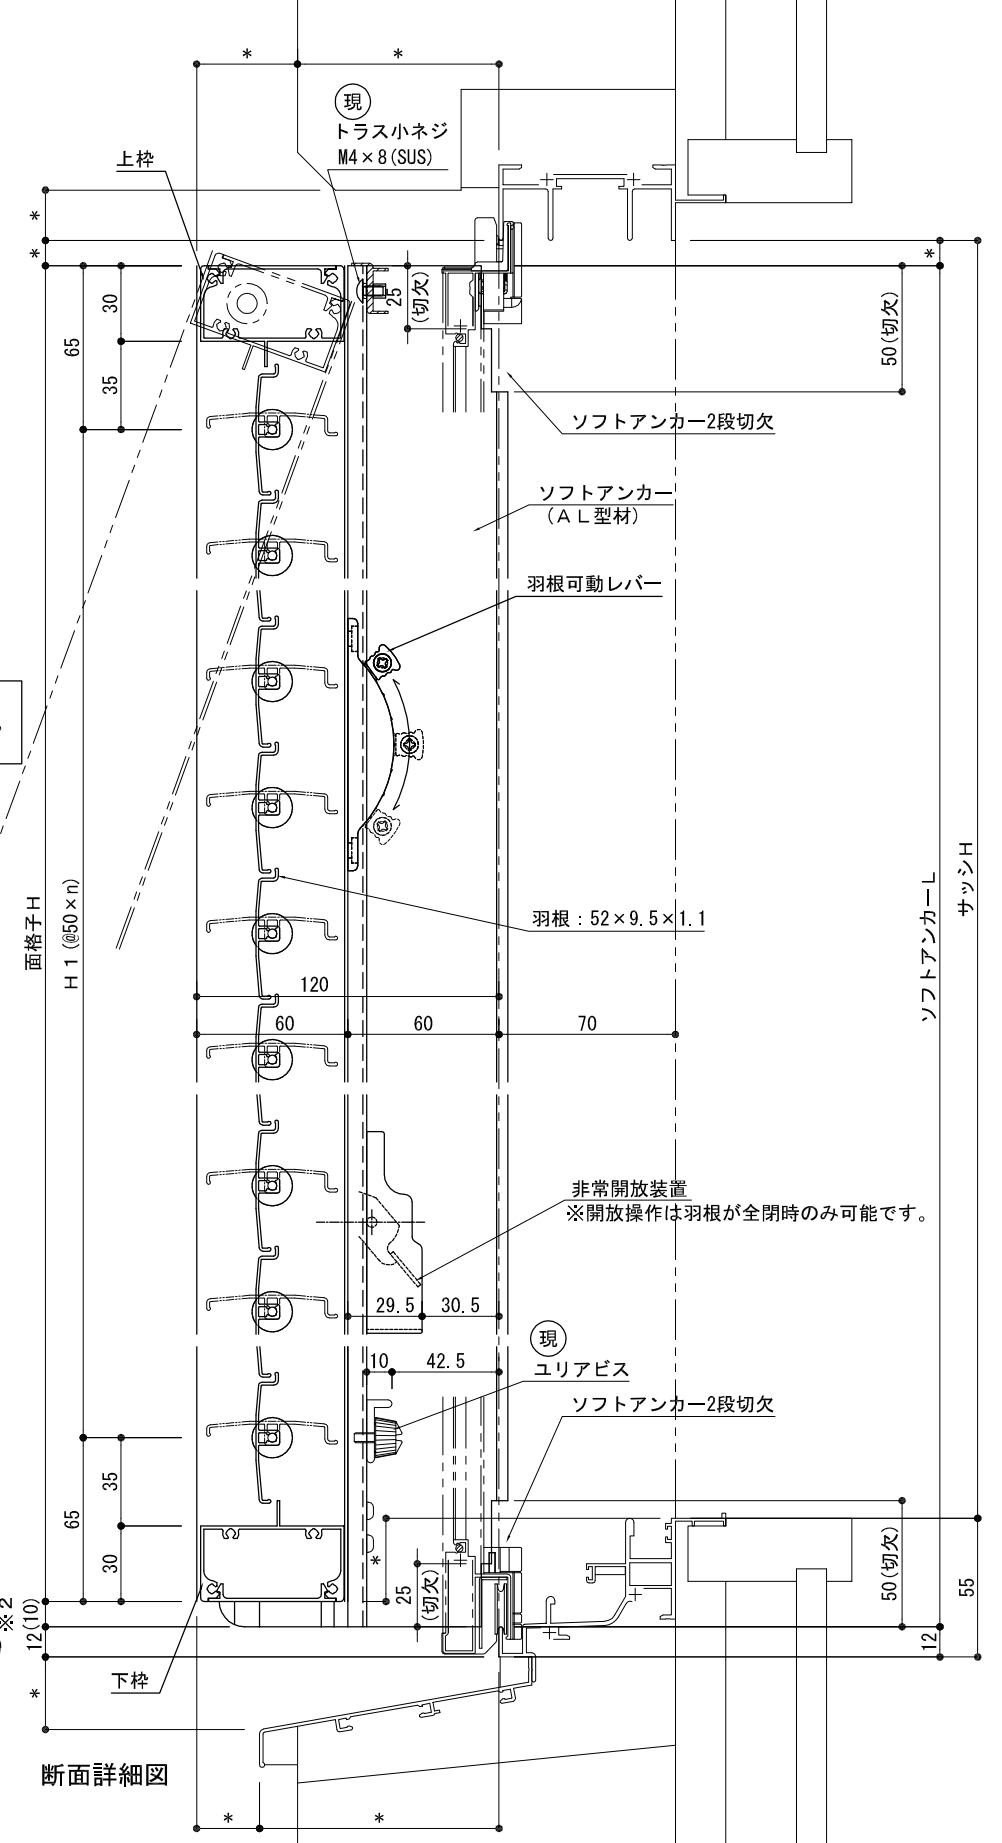 *
*
現
トラス小ネジ
M4×8(SUS)
上枠
*
*
*
30
65
35
25
(切欠)
50(切欠)
ソフトアンカー2段切欠
ソフトアンカー
(AL型材)
羽根可動レバー
面格子H
H1(@50×n)
羽根：52×9.5×1.1
ソフトアンカーL
サッシH
120
60
60
70
非常開放装置
※開放操作は羽根が全閉時のみ可能です。
29.5
30.5
現
10
42.5
ユリアビス
ソフトアンカー2段切欠
35
65
30
*
25
(切欠)
50(切欠)
55
※2
12(10)
12
*
下枠
断面詳細図
*
*